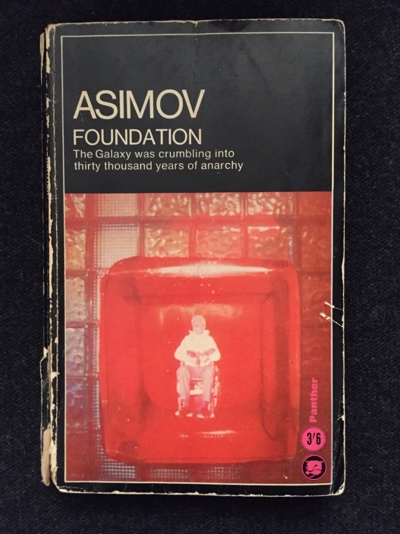 ASIMOV
FOUNDATION
The Galaxy was crumbling into
thirty thousand years of anarchy
Panther
3'6